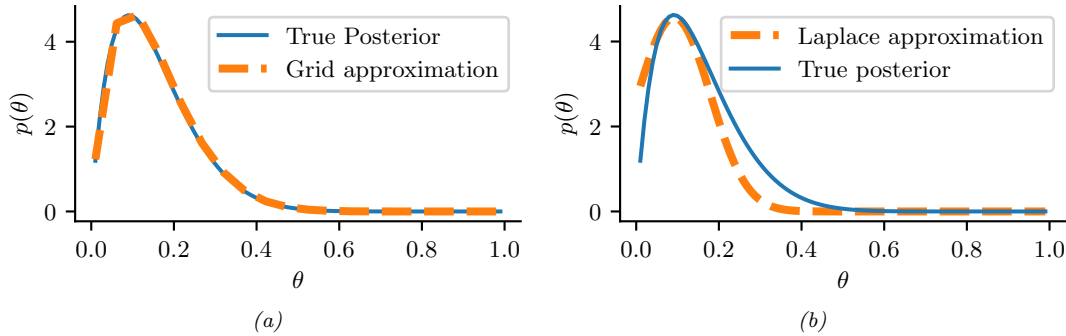 True Posterior
Grid approximation
p(θ)
4
2
0
0.0 0.2 0.4 0.6 0.8 1.0
θ
(a)
Laplace approximation
True posterior
p(θ)
4
2
0
0.0 0.2 0.4 0.6 0.8 1.0
θ
(b)